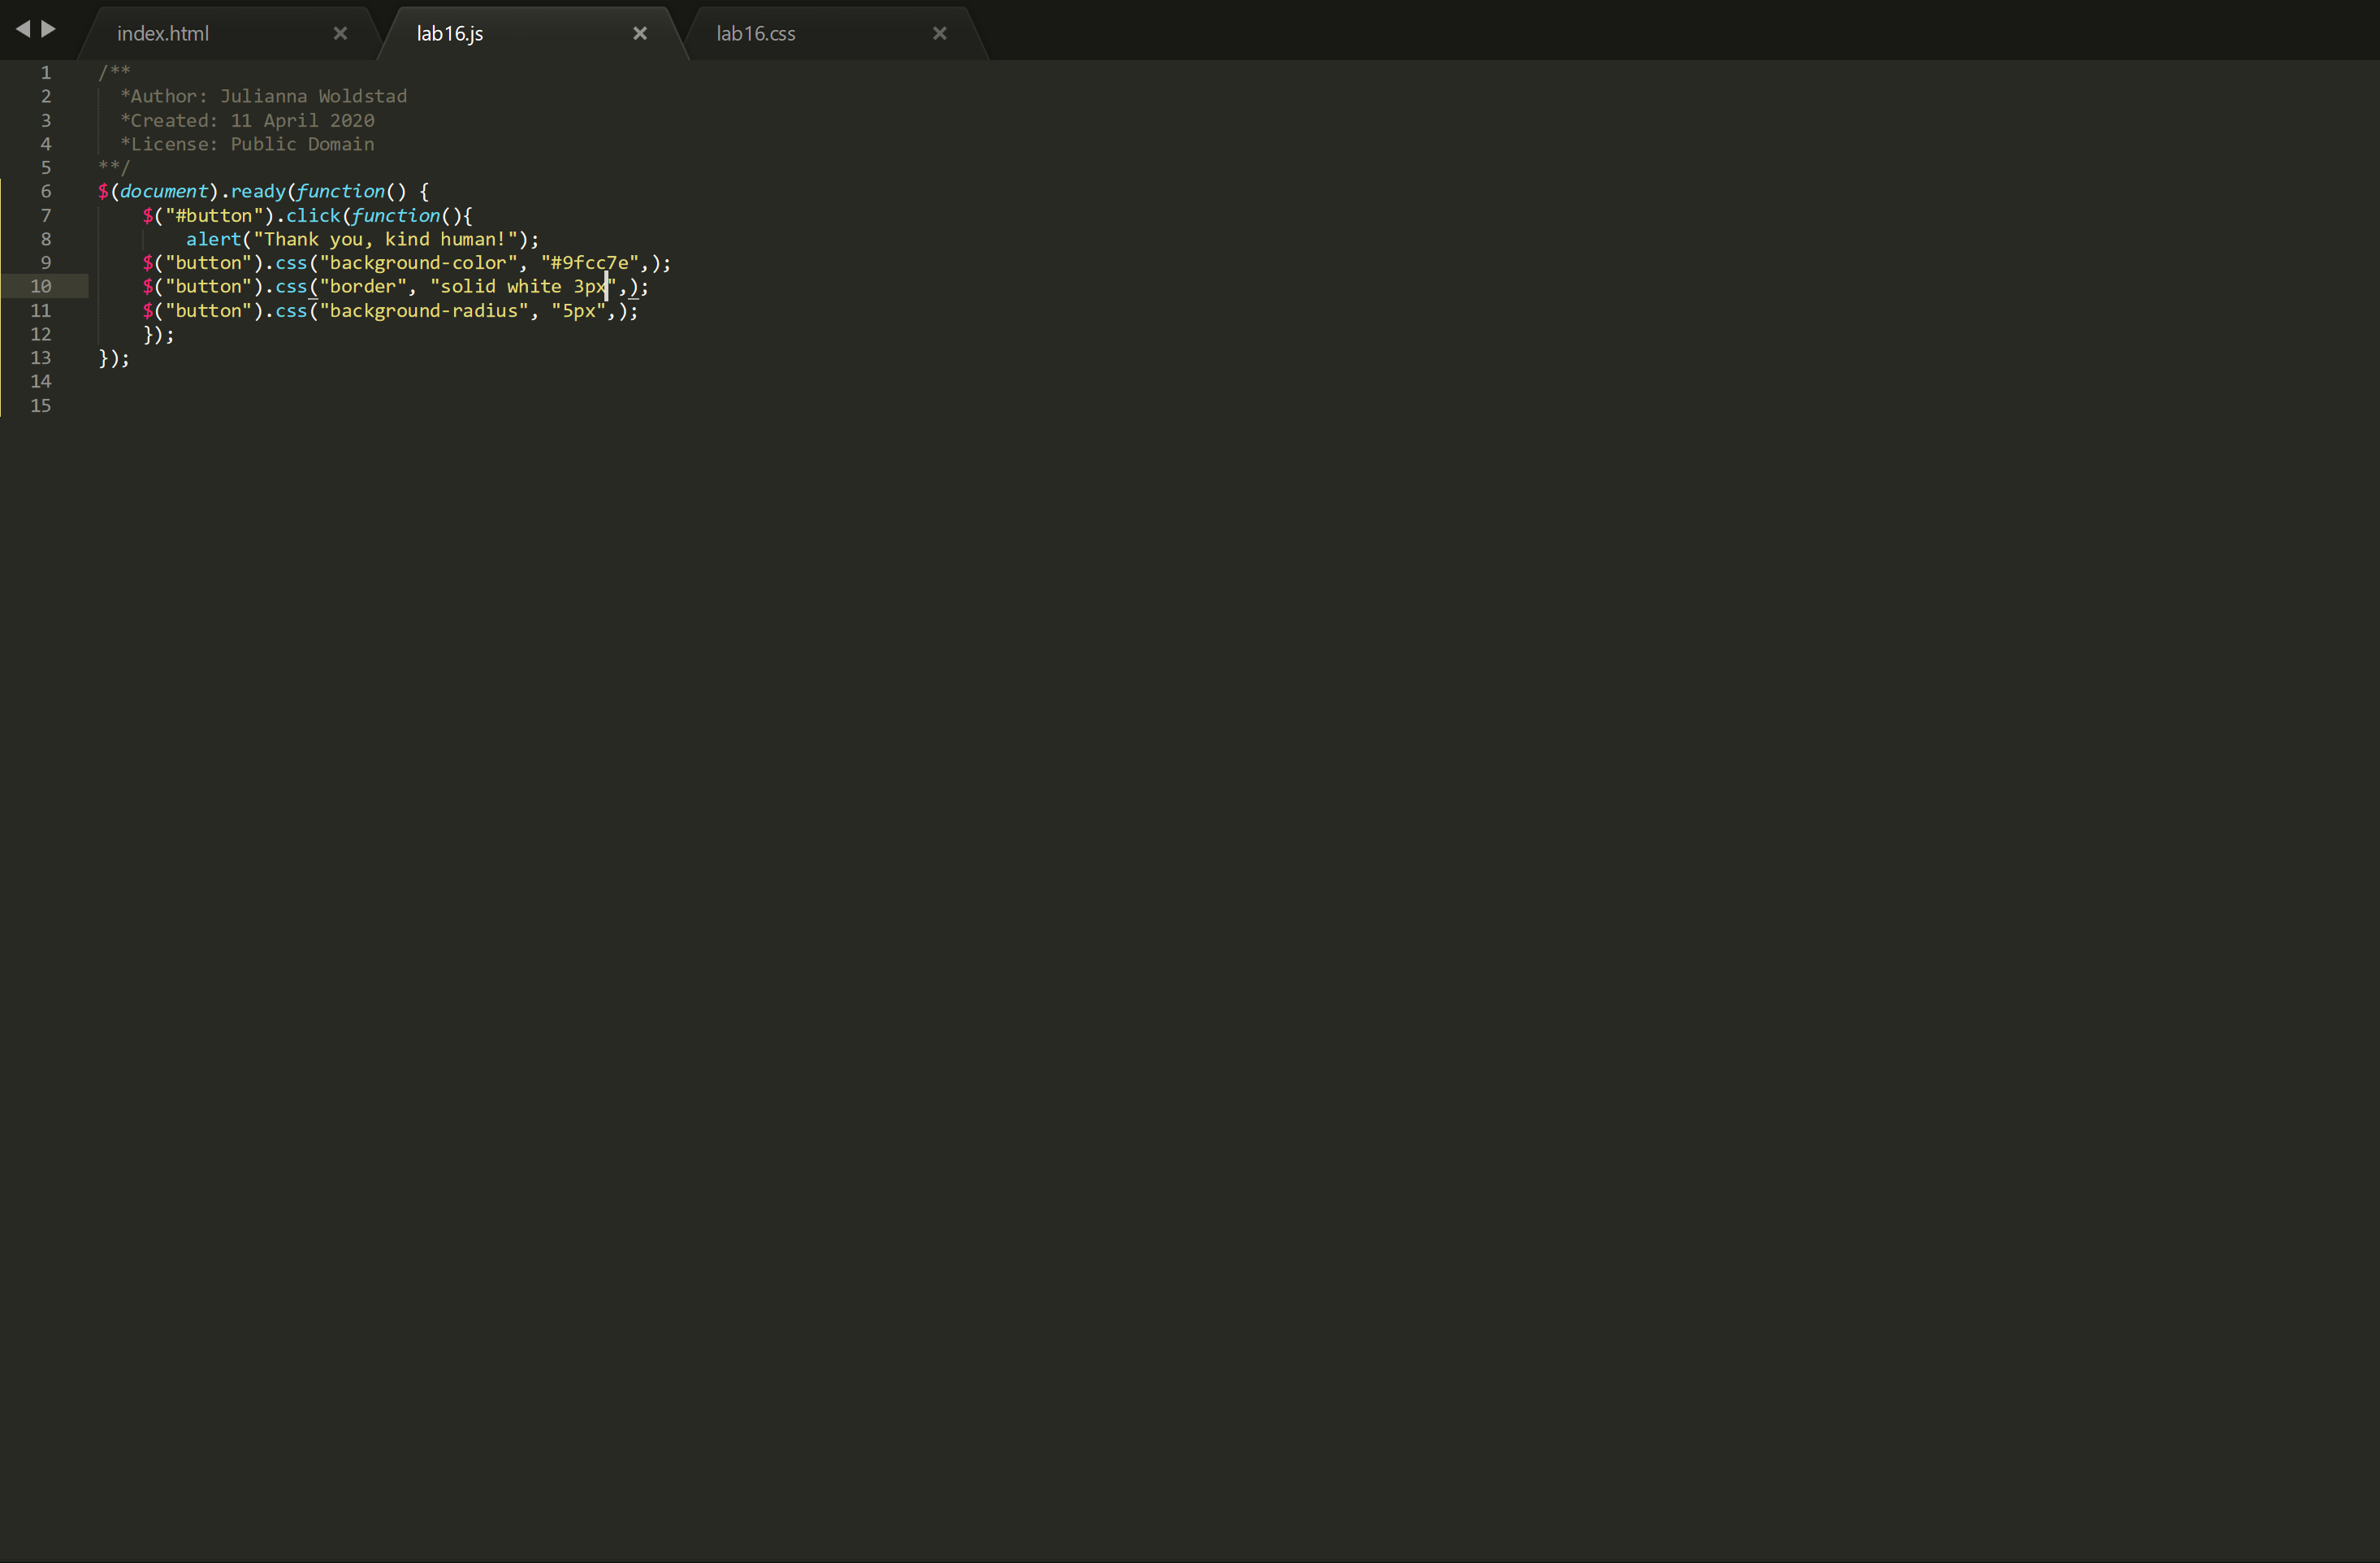 index.html × lab16.js × lab16.css ×
1 /**
2   *Author: Julianna Woldstad
3   *Created: 11 April 2020
4   *License: Public Domain
5 **/
6 $(document).ready(function() {
7     $("#button").click(function(){
8         alert("Thank you, kind human!");
9     $("button").css("background-color", "#9fcc7e",);
10     $("button").css("border", "solid white 3px",);
11     $("button").css("background-radius", "5px",);
12     });
13 });
14
15